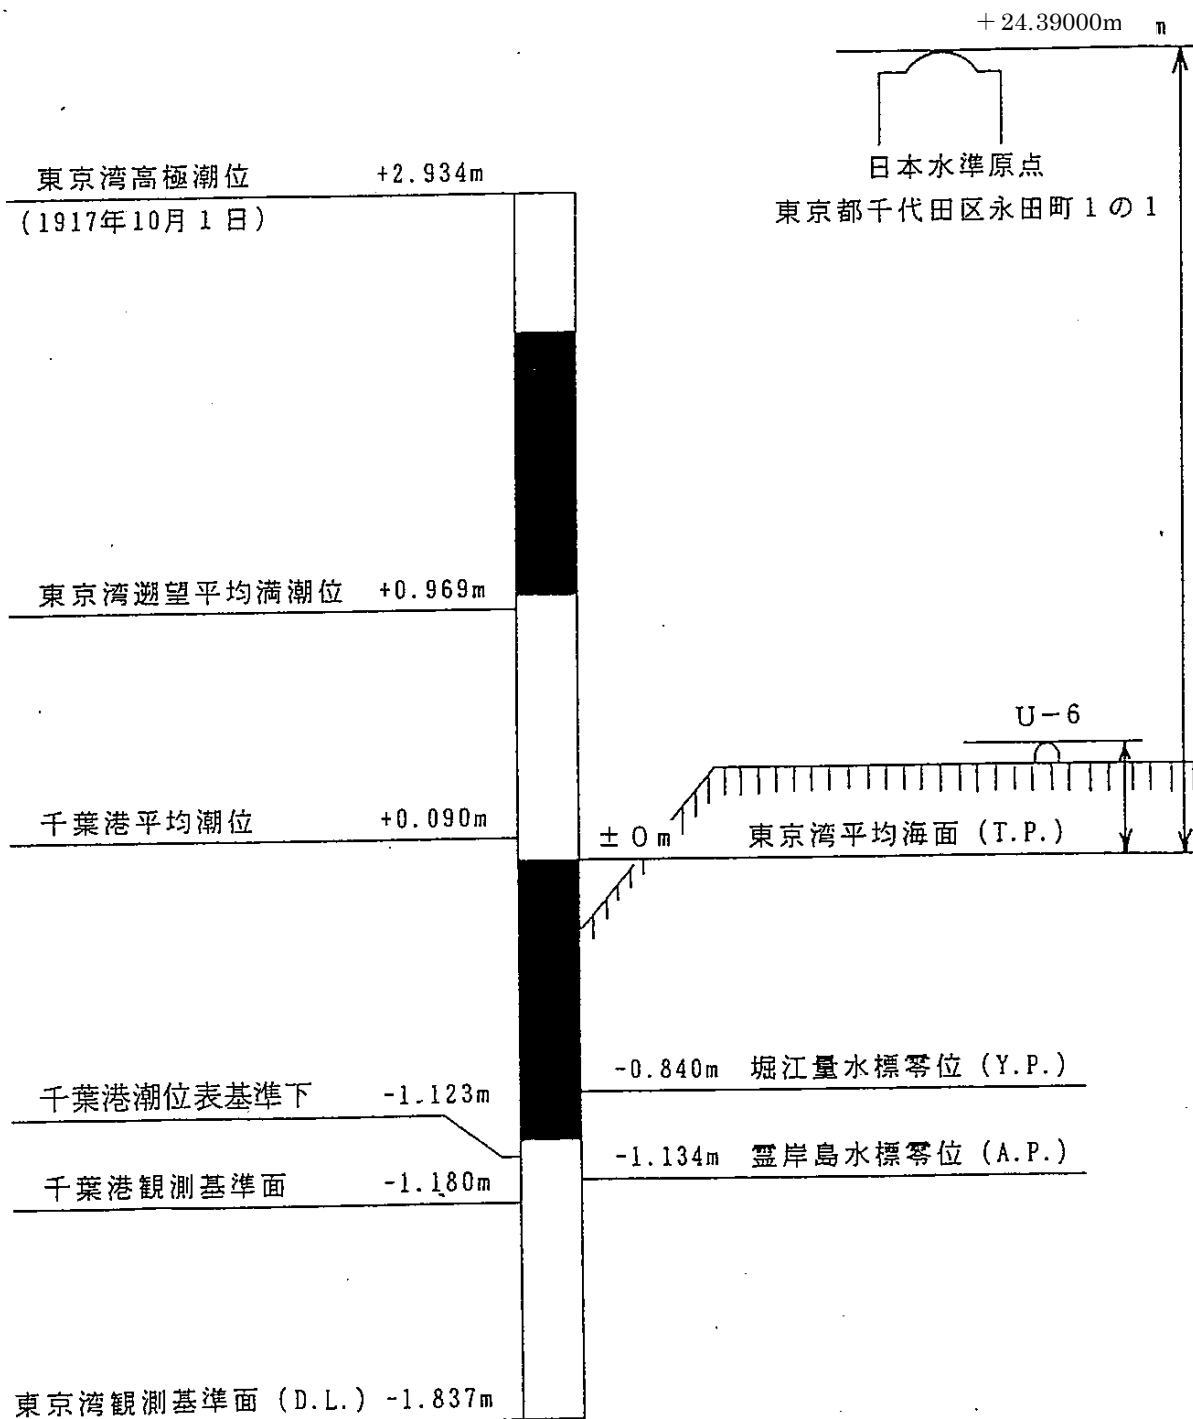 +24.39000m m
日本水準原点
東京都千代田区永田町1の1
東京湾高極潮位 +2.934m
(1917年10月1日)
東京湾遡望平均満潮位 +0.969m
U-6
千葉港平均潮位 +0.090m
±0m 東京湾平均海面 (T.P.)
-0.840m 堀江量水標零位 (Y.P.)
千葉港潮位表基準下 -1.123m
-1.134m 霊岸島水標零位 (A.P.)
千葉港観測基準面 -1.180m
東京湾観測基準面 (D.L.) -1.837m